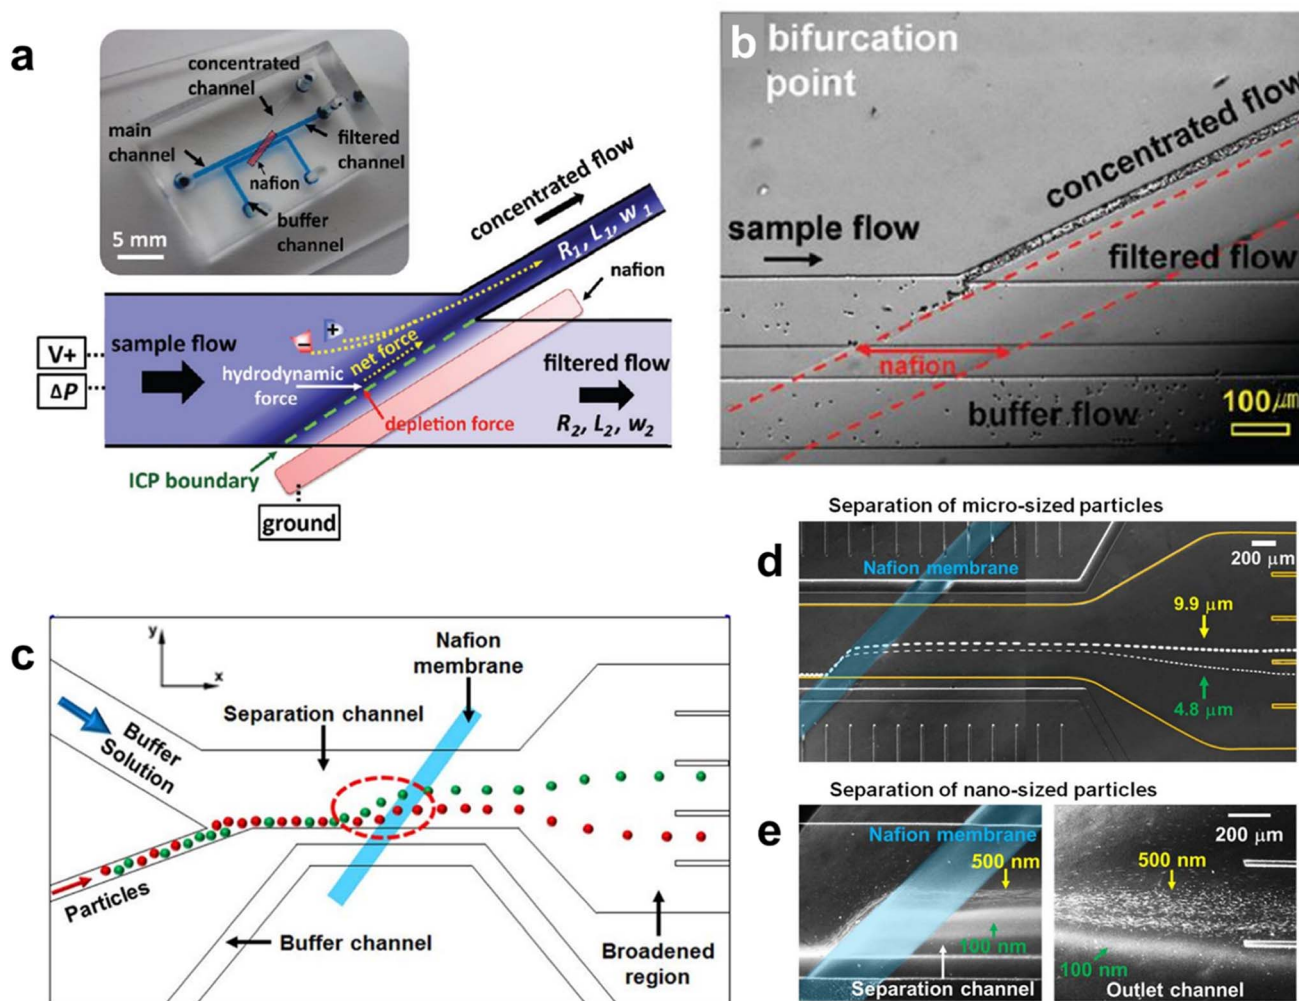 a
concentrated
channel
main
channel
filtered
channel
nafion
buffer
channel
5 mm
concentrated flow
R1, L1, w1
nafion
V+
ΔP
sample flow
+
−
net force
hydrodynamic
force
filtered flow
depletion force
R2, L2, w2
ICP boundary
ground
b
bifurcation
point
concentrated flow
sample flow
filtered flow
nafion
buffer flow
100 μm
c
y
x
Nafion
membrane
Separation channel
Buffer
Solution
Particles
Buffer channel
Broadened
region
Separation of micro-sized particles
d
Nafion membrane
200 μm
9.9 μm
4.8 μm
Separation of nano-sized particles
e
Nafion membrane
500 nm
100 nm
Separation channel
200 μm
500 nm
100 nm
Outlet channel